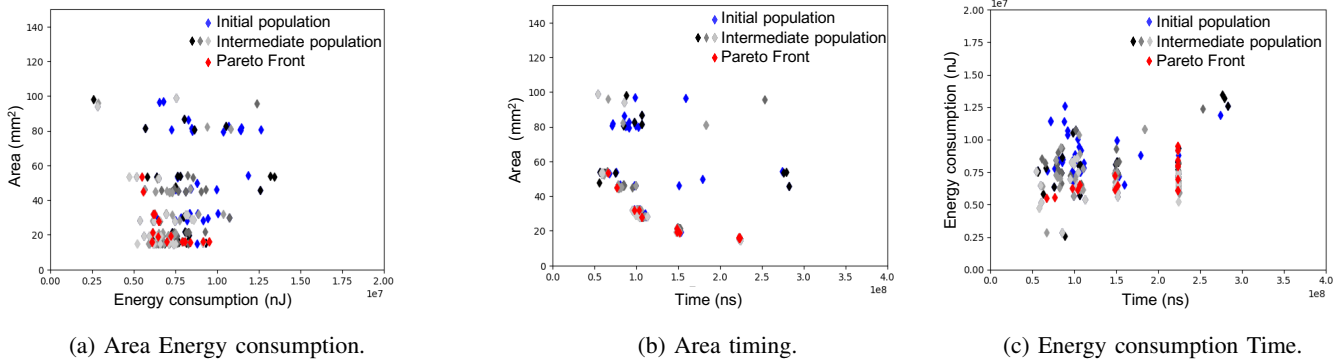 Initial population
Intermediate population
Pareto Front
Area (mm²)
140
120
100
80
60
40
20
0
0.0
0.25
0.5
0.75
1.0
1.25
1.5
1.75
2.0
1e7
Energy consumption (nJ)
(a) Area Energy consumption.
Initial population
Intermediate population
Pareto Front
Area (mm²)
140
120
100
80
60
40
20
0
0.0
0.5
1.0
1.5
2.0
2.5
3.0
3.5
4.0
1e8
Time (ns)
(b) Area timing.
1e7
Initial population
Intermediate population
Pareto Front
Energy consumption (nJ)
2.00
1.75
1.50
1.25
1.00
0.75
0.50
0.25
0.00
0.0
0.5
1.0
1.5
2.0
2.5
3.0
3.5
4.0
1e8
Time (ns)
(c) Energy consumption Time.